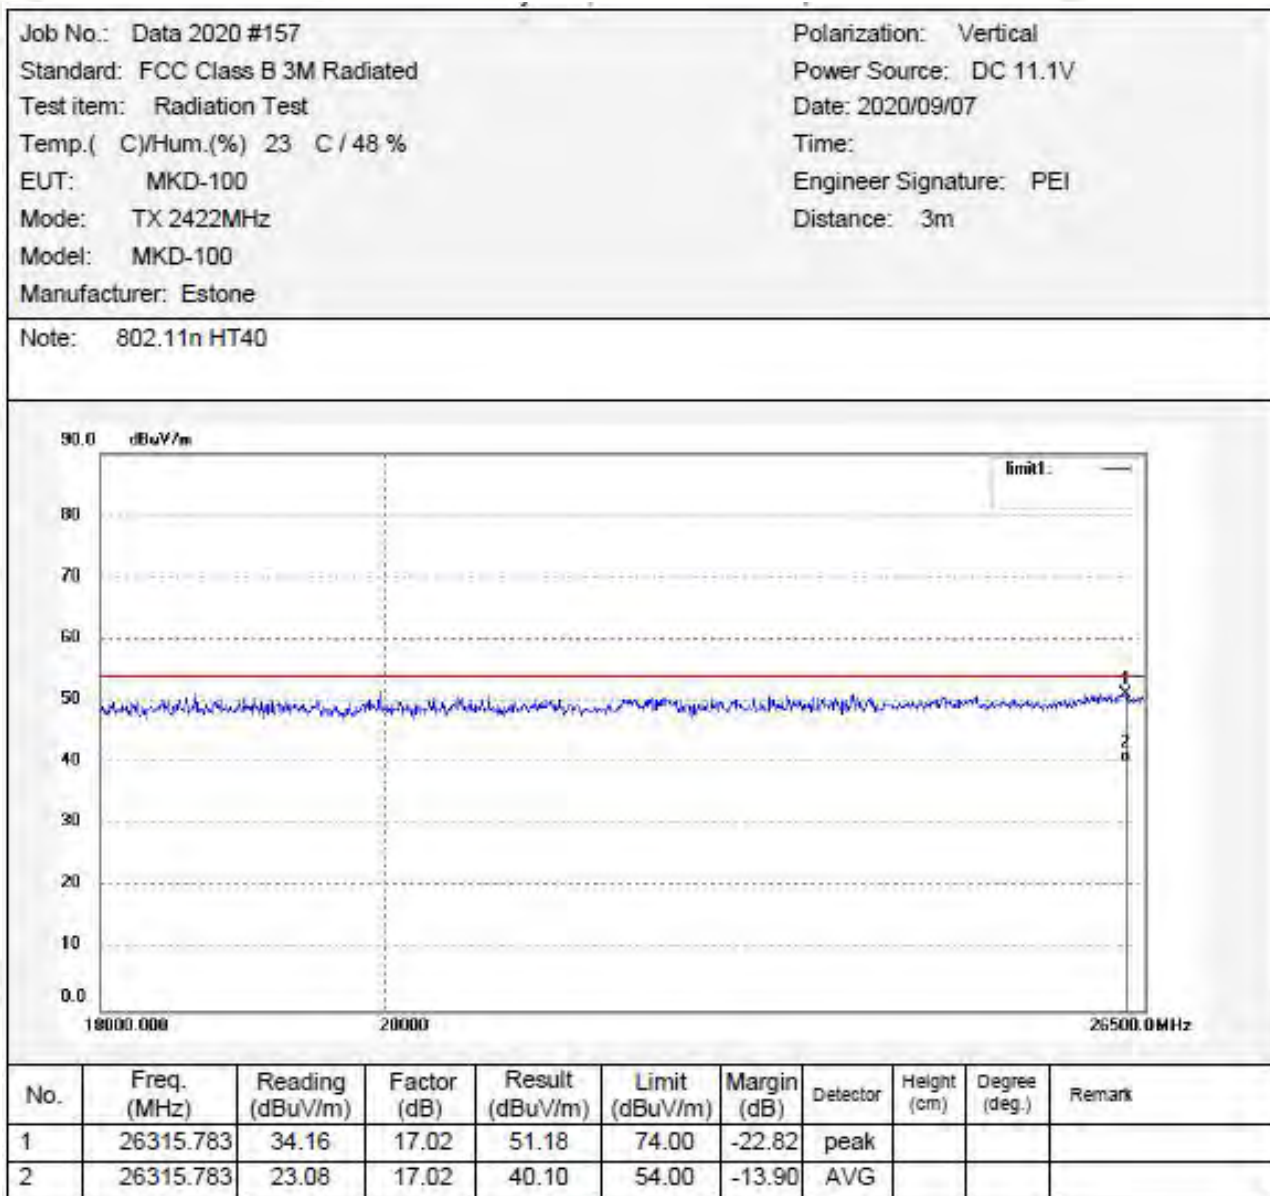 Job No.: Data 2020 #157 Polarization: Vertical
Standard: FCC Class B 3M Radiated Power Source: DC 11.1V
Test item: Radiation Test Date: 2020/09/07
Temp.( C)/Hum.(%) 23 C / 48 % Time:
EUT: MKD-100 Engineer Signature: PEI
Mode: TX 2422MHz Distance: 3m
Model: MKD-100
Manufacturer: Estone
Note: 802.11n HT40
90.0 dBuV/m
limit1:
80
70
60
1
50
2
40
30
20
10
0.0
18000.000 20000 26500.0MHz
No. Freq. (MHz) Reading (dBuV/m) Factor (dB) Result (dBuV/m) Limit (dBuV/m) Margin (dB) Detector Height (cm) Degree (deg.) Remark
1 26315.783 34.16 17.02 51.18 74.00 -22.82 peak
2 26315.783 23.08 17.02 40.10 54.00 -13.90 AVG